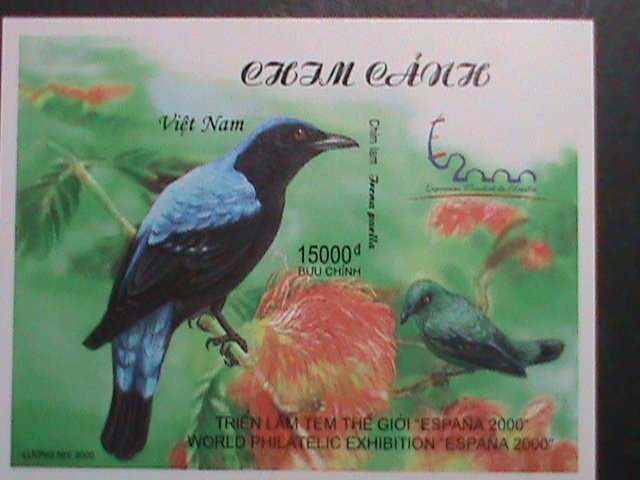 CHIM CẢNH
Việt Nam
Chim lam Irena puella
E2000
15000đ
BƯU CHÍNH
TRIỂN LÃM TEM THẾ GIỚI "ESPAÑA 2000"
WORLD PHILATELIC EXHIBITION "ESPAÑA 2000"
LƯƠNG NHI 2000